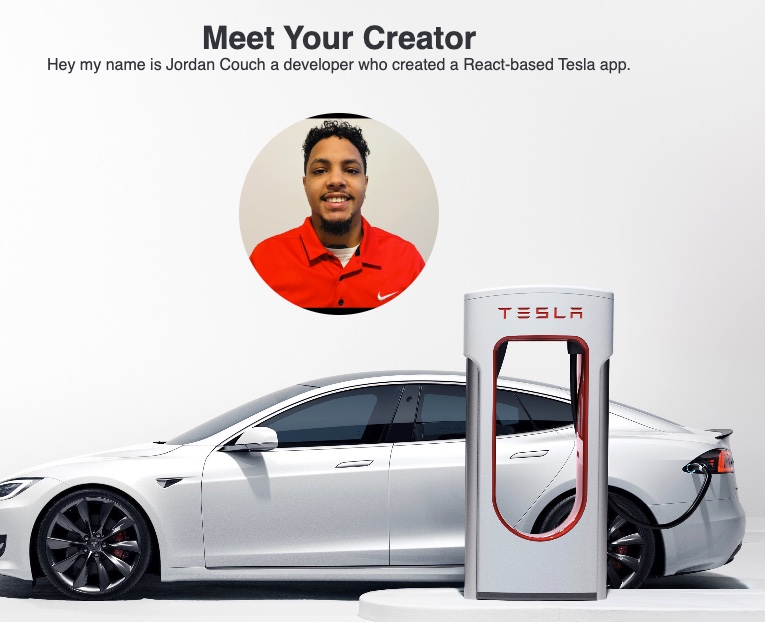 Meet Your Creator
Hey my name is Jordan Couch a developer who created a React-based Tesla app.
TESLA